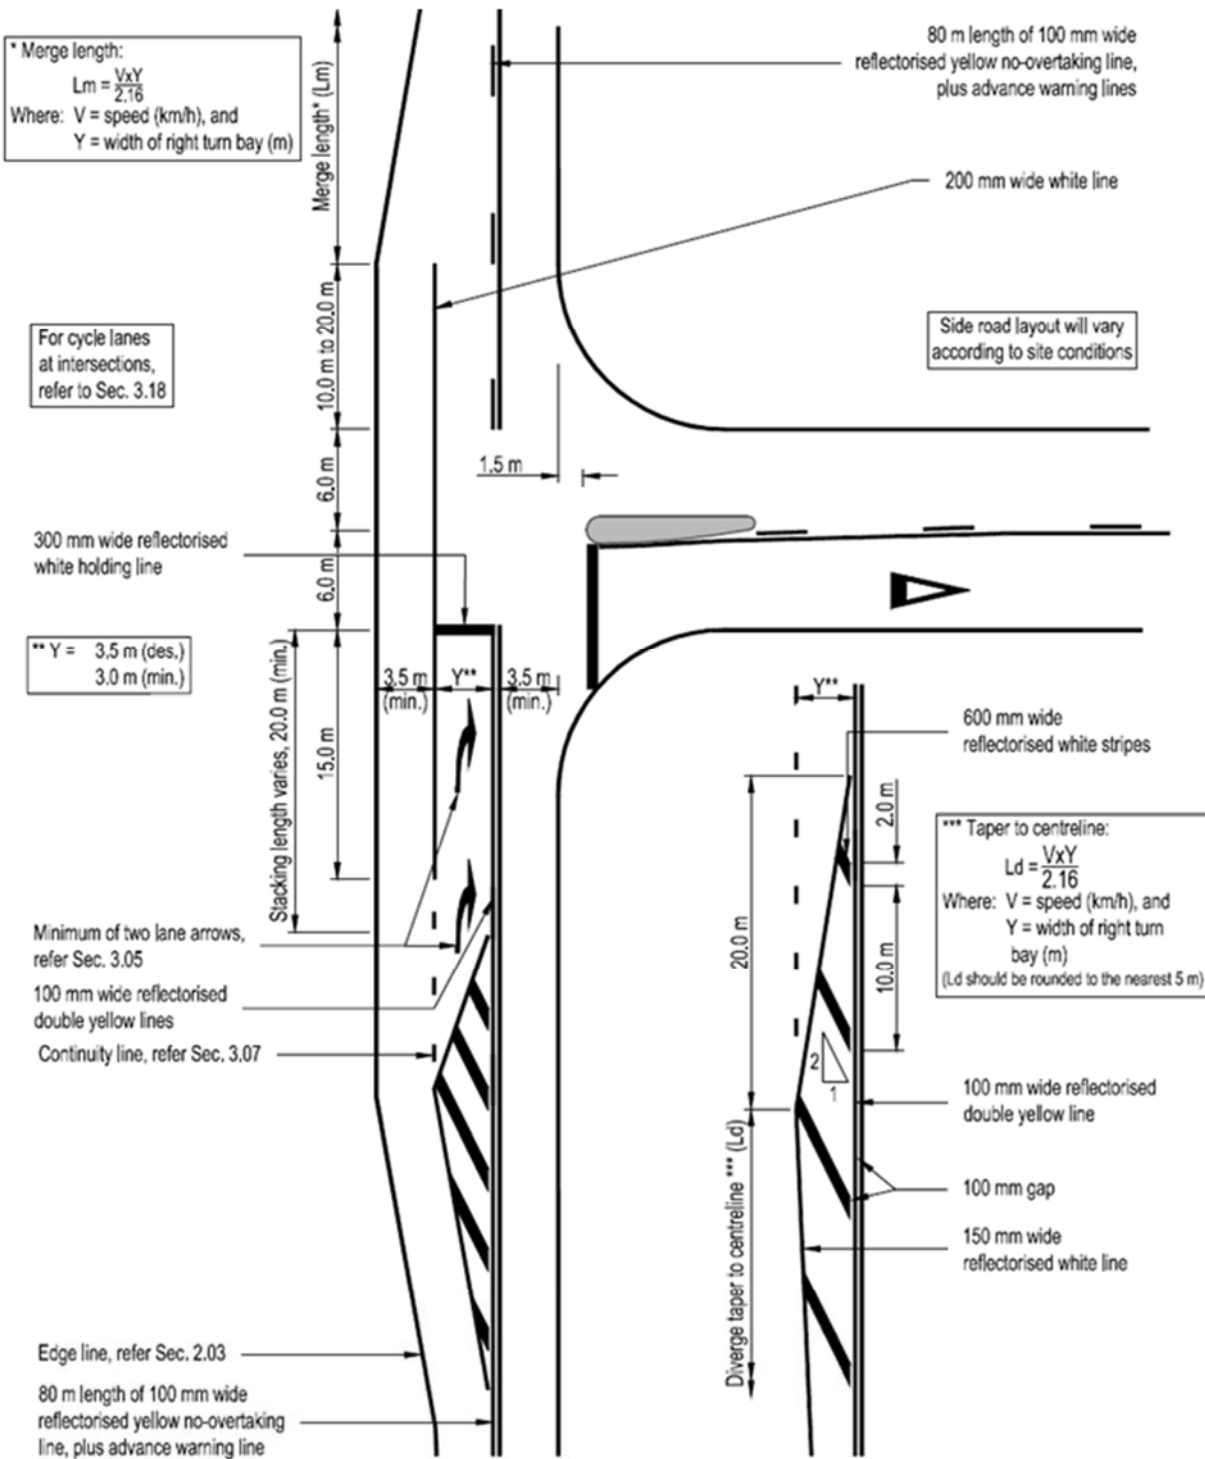 * Merge length:
Lm = VxY
2.16
Where: V = speed (km/h), and
Y = width of right turn bay (m)
Merge length* (Lm)
80 m length of 100 mm wide
reflectorised yellow no-overtaking line,
plus advance warning lines
200 mm wide white line
10.0 m to 20.0 m
For cycle lanes
at intersections,
refer to Sec. 3.18
Side road layout will vary
according to site conditions
6.0 m
1.5 m
300 mm wide reflectorised
white holding line
6.0 m
** Y = 3.5 m (des.)
3.0 m (min.)
Stacking length varies, 20.0 m (min.)
15.0 m
3.5 m
(min.)
Y**
3.5 m
(min.)
Y**
600 mm wide
reflectorised white stripes
2.0 m
*** Taper to centreline:
Ld = VxY
2.16
Where: V = speed (km/h), and
Y = width of right turn
bay (m)
(Ld should be rounded to the nearest 5 m)
20.0 m
10.0 m
Minimum of two lane arrows,
refer Sec. 3.05
100 mm wide reflectorised
double yellow lines
Continuity line, refer Sec. 3.07
2
1
100 mm wide reflectorised
double yellow line
Diverge taper to centreline *** (Ld)
100 mm gap
150 mm wide
reflectorised white line
Edge line, refer Sec. 2.03
80 m length of 100 mm wide
reflectorised yellow no-overtaking
line, plus advance warning line